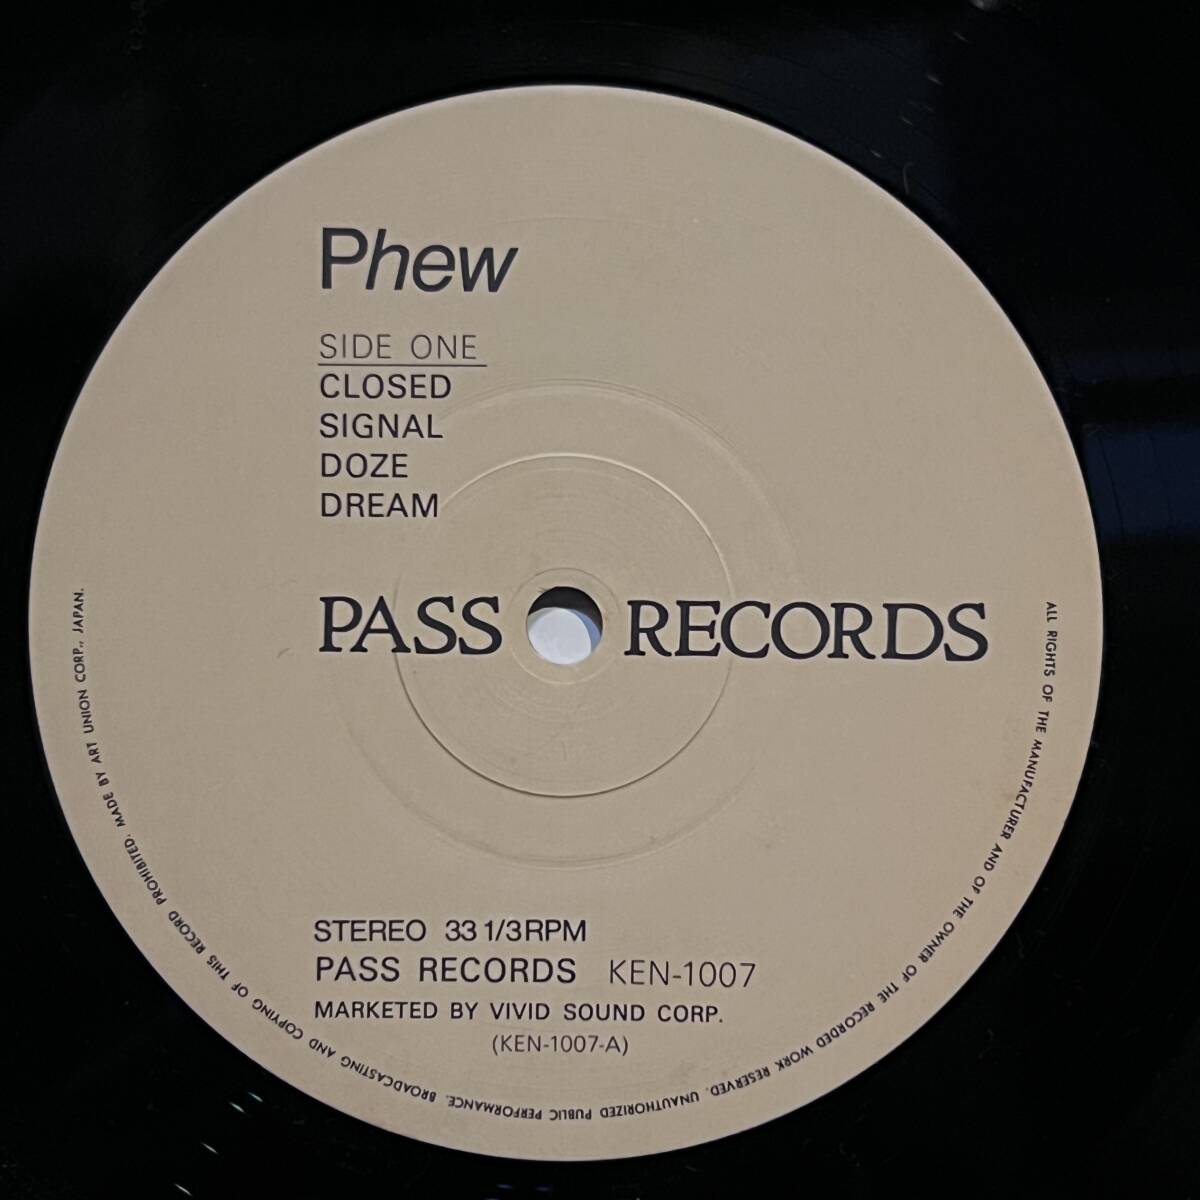 Phew
SIDE ONE
CLOSED
SIGNAL
DOZE
DREAM
PASS RECORDS
STEREO 33 1/3 RPM
PASS RECORDS KEN-1007
MARKETED BY VIVID SOUND CORP.
(KEN-1007-A)
ALL RIGHTS OF THE MANUFACTURER AND OF THE OWNER OF THE RECORDED WORK RESERVED. UNAUTHORIZED PUBLIC PERFORMANCE. BROADCASTING AND COPYING OF THIS RECORD PROHIBITED. MADE BY ART UNION CORP., JAPAN.